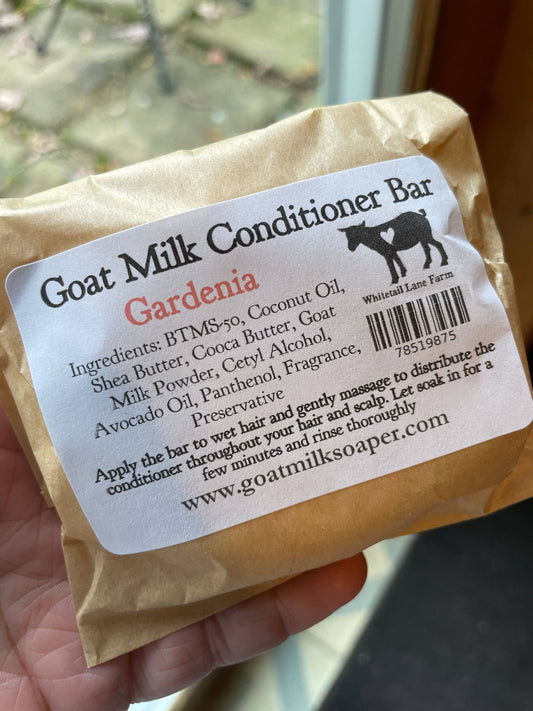 Goat Milk Conditioner Bar
Gardenia
Whitetail Lane Farm
Ingredients: BTMS-50, Coconut Oil,
Shea Butter, Cooca Butter, Goat
Milk Powder, Cetyl Alcohol,
Avocado Oil, Panthenol, Fragrance,
Preservative
78519875
Apply the bar to wet hair and gently massage to distribute the
conditioner throughout your hair and scalp. Let soak in for a
few minutes and rinse thoroughly
www.goatmilksoaper.com